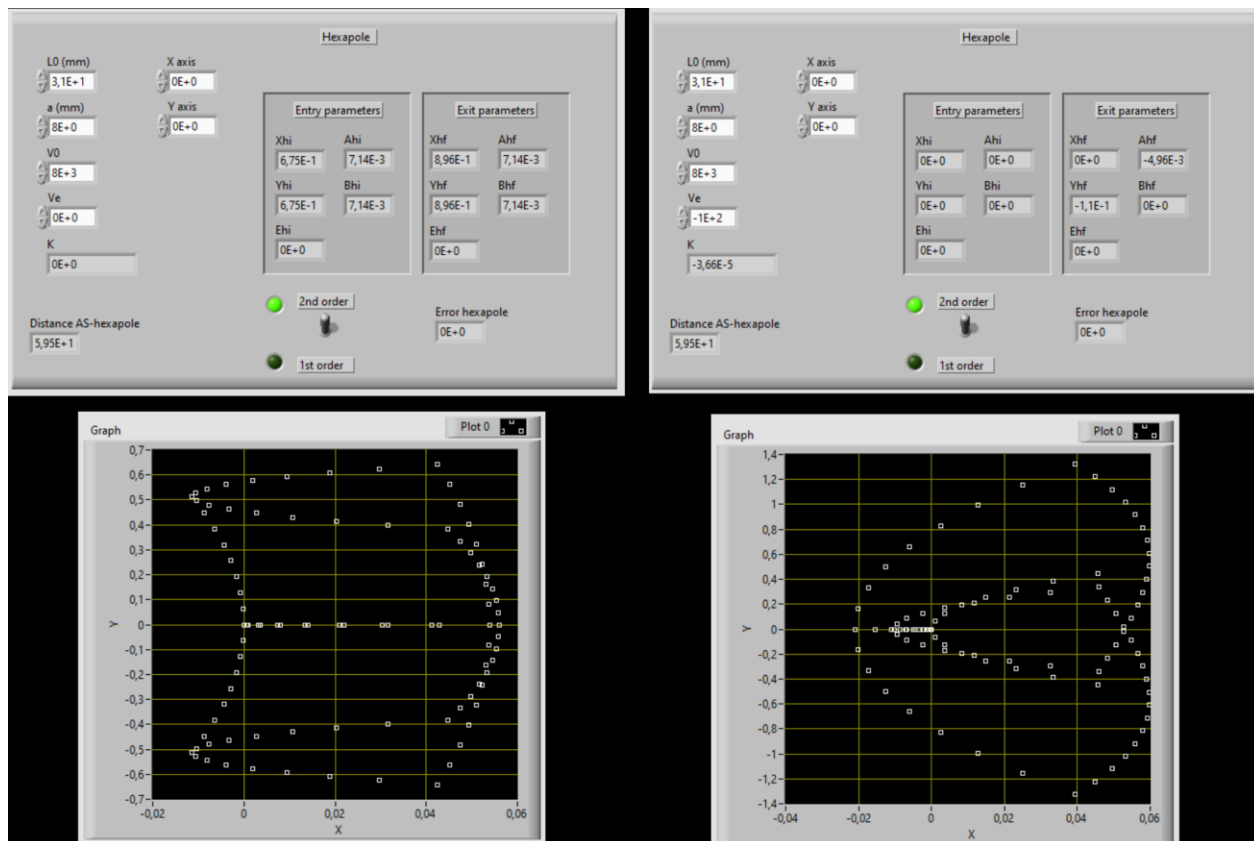 Hexapole
L0 (mm) X axis
3,1E+1 0E+0
a (mm) Y axis
8E+0 0E+0
Entry parameters Exit parameters
V0
8E+3
Xhi Ahi Xhf Ahf
6,75E-1 7,14E-3 8,96E-1 7,14E-3
Ve
0E+0
Yhi Bhi Yhf Bhf
6,75E-1 7,14E-3 8,96E-1 7,14E-3
K
0E+0
Ehi Ehf
0E+0 0E+0
2nd order
Distance AS-hexapole
5,95E+1
Error hexapole
0E+0
1st order
Hexapole
L0 (mm) X axis
3,1E+1 0E+0
a (mm) Y axis
8E+0 0E+0
Entry parameters Exit parameters
V0
8E+3
Xhi Ahi Xhf Ahf
0E+0 0E+0 0E+0 -4,96E-3
Ve
-1E+2
Yhi Bhi Yhf Bhf
0E+0 0E+0 -1,1E-1 0E+0
K
-3,66E-5
Ehi Ehf
0E+0 0E+0
2nd order
Distance AS-hexapole
5,95E+1
Error hexapole
0E+0
1st order
Graph Plot 0
0,7
0,6
0,5
0,4
0,3
0,2
0,1
0
-0,1
-0,2
-0,3
-0,4
-0,5
-0,6
-0,7
Y
-0,02 0 0,02 0,04 0,06
X
Graph Plot 0
1,4
1,2
1
0,8
0,6
0,4
0,2
0
-0,2
-0,4
-0,6
-0,8
-1
-1,2
-1,4
Y
-0,04 -0,02 0 0,02 0,04 0,06
X